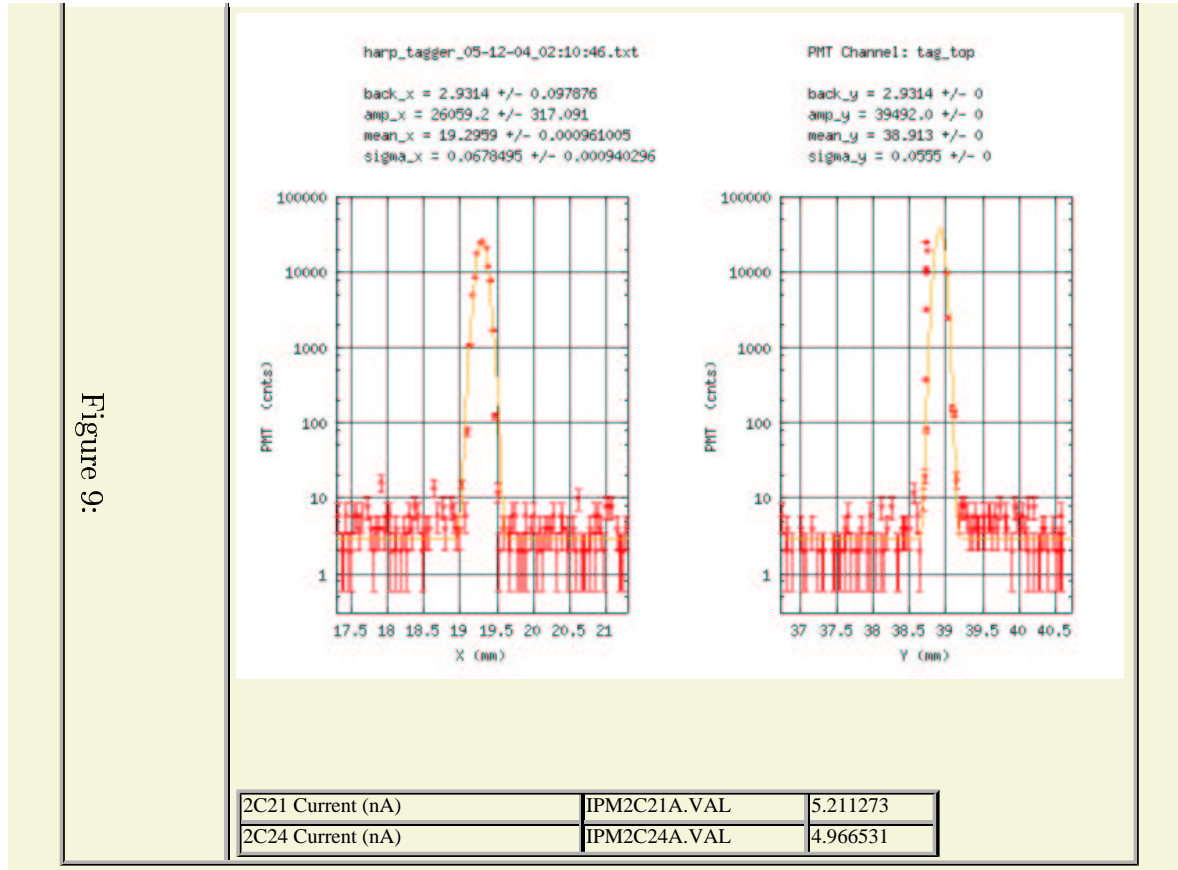 Figure 9:
harp_tagger_05-12-04_02:10:46.txt
back_x = 2.9314 +/- 0.097876
amp_x = 26059.2 +/- 317.091
mean_x = 19.2959 +/- 0.000961005
sigma_x = 0.0678495 +/- 0.000940296
100000
10000
1000
100
10
1
PMT (cnts)
17.5 18 18.5 19 19.5 20 20.5 21
X (mm)
PMT Channel: tag_top
back_y = 2.9314 +/- 0
amp_y = 39492.0 +/- 0
mean_y = 38.913 +/- 0
sigma_y = 0.0555 +/- 0
100000
10000
1000
100
10
1
PMT (cnts)
37 37.5 38 38.5 39 39.5 40 40.5
Y (mm)
2C21 Current (nA) IPM2C21A.VAL 5.211273
2C24 Current (nA) IPM2C24A.VAL 4.966531